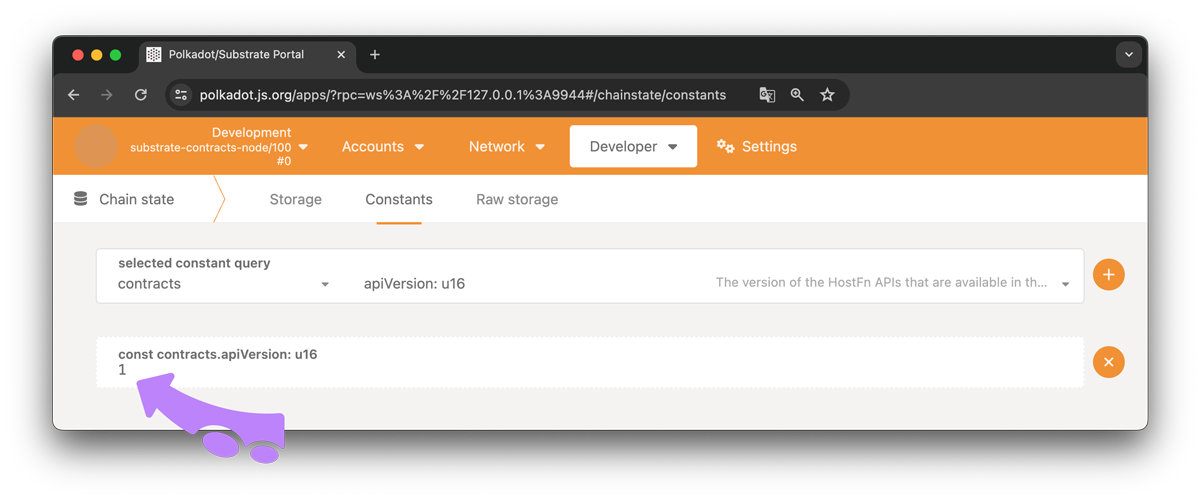 Polkadot/Substrate Portal
polkadot.js.org/apps/?rpc=ws%3A%2F%2F127.0.0.1%3A9944#/chainstate/constants
Development
substrate-contracts-node/100
#0
Accounts
Network
Developer
Settings
Chain state
Storage
Constants
Raw storage
selected constant query
contracts
apiVersion: u16
The version of the HostFn APIs that are available in th...
const contracts.apiVersion: u16
1